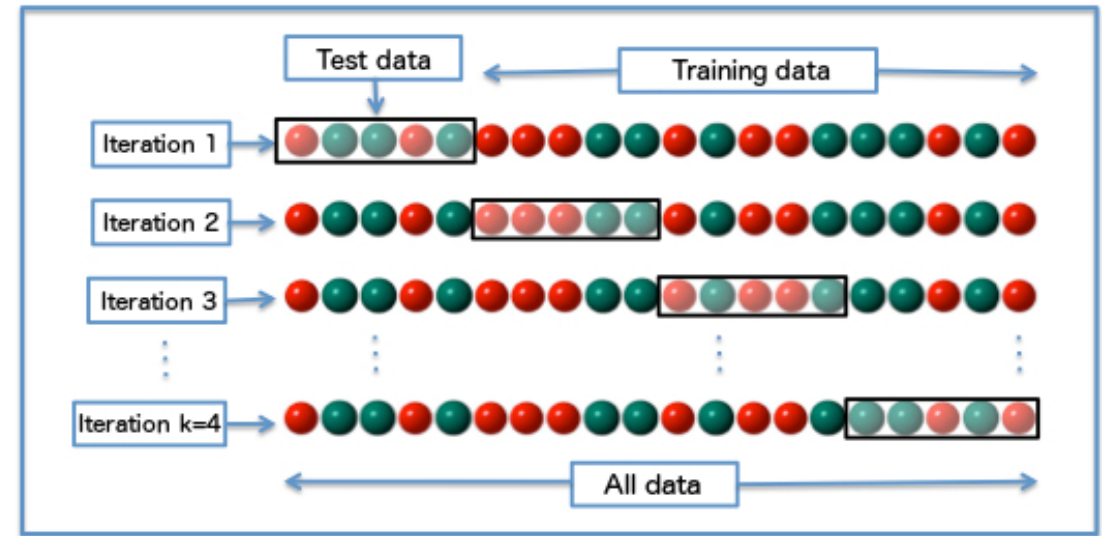 Test data
Training data
Iteration 1
Iteration 2
Iteration 3
Iteration k=4
All data